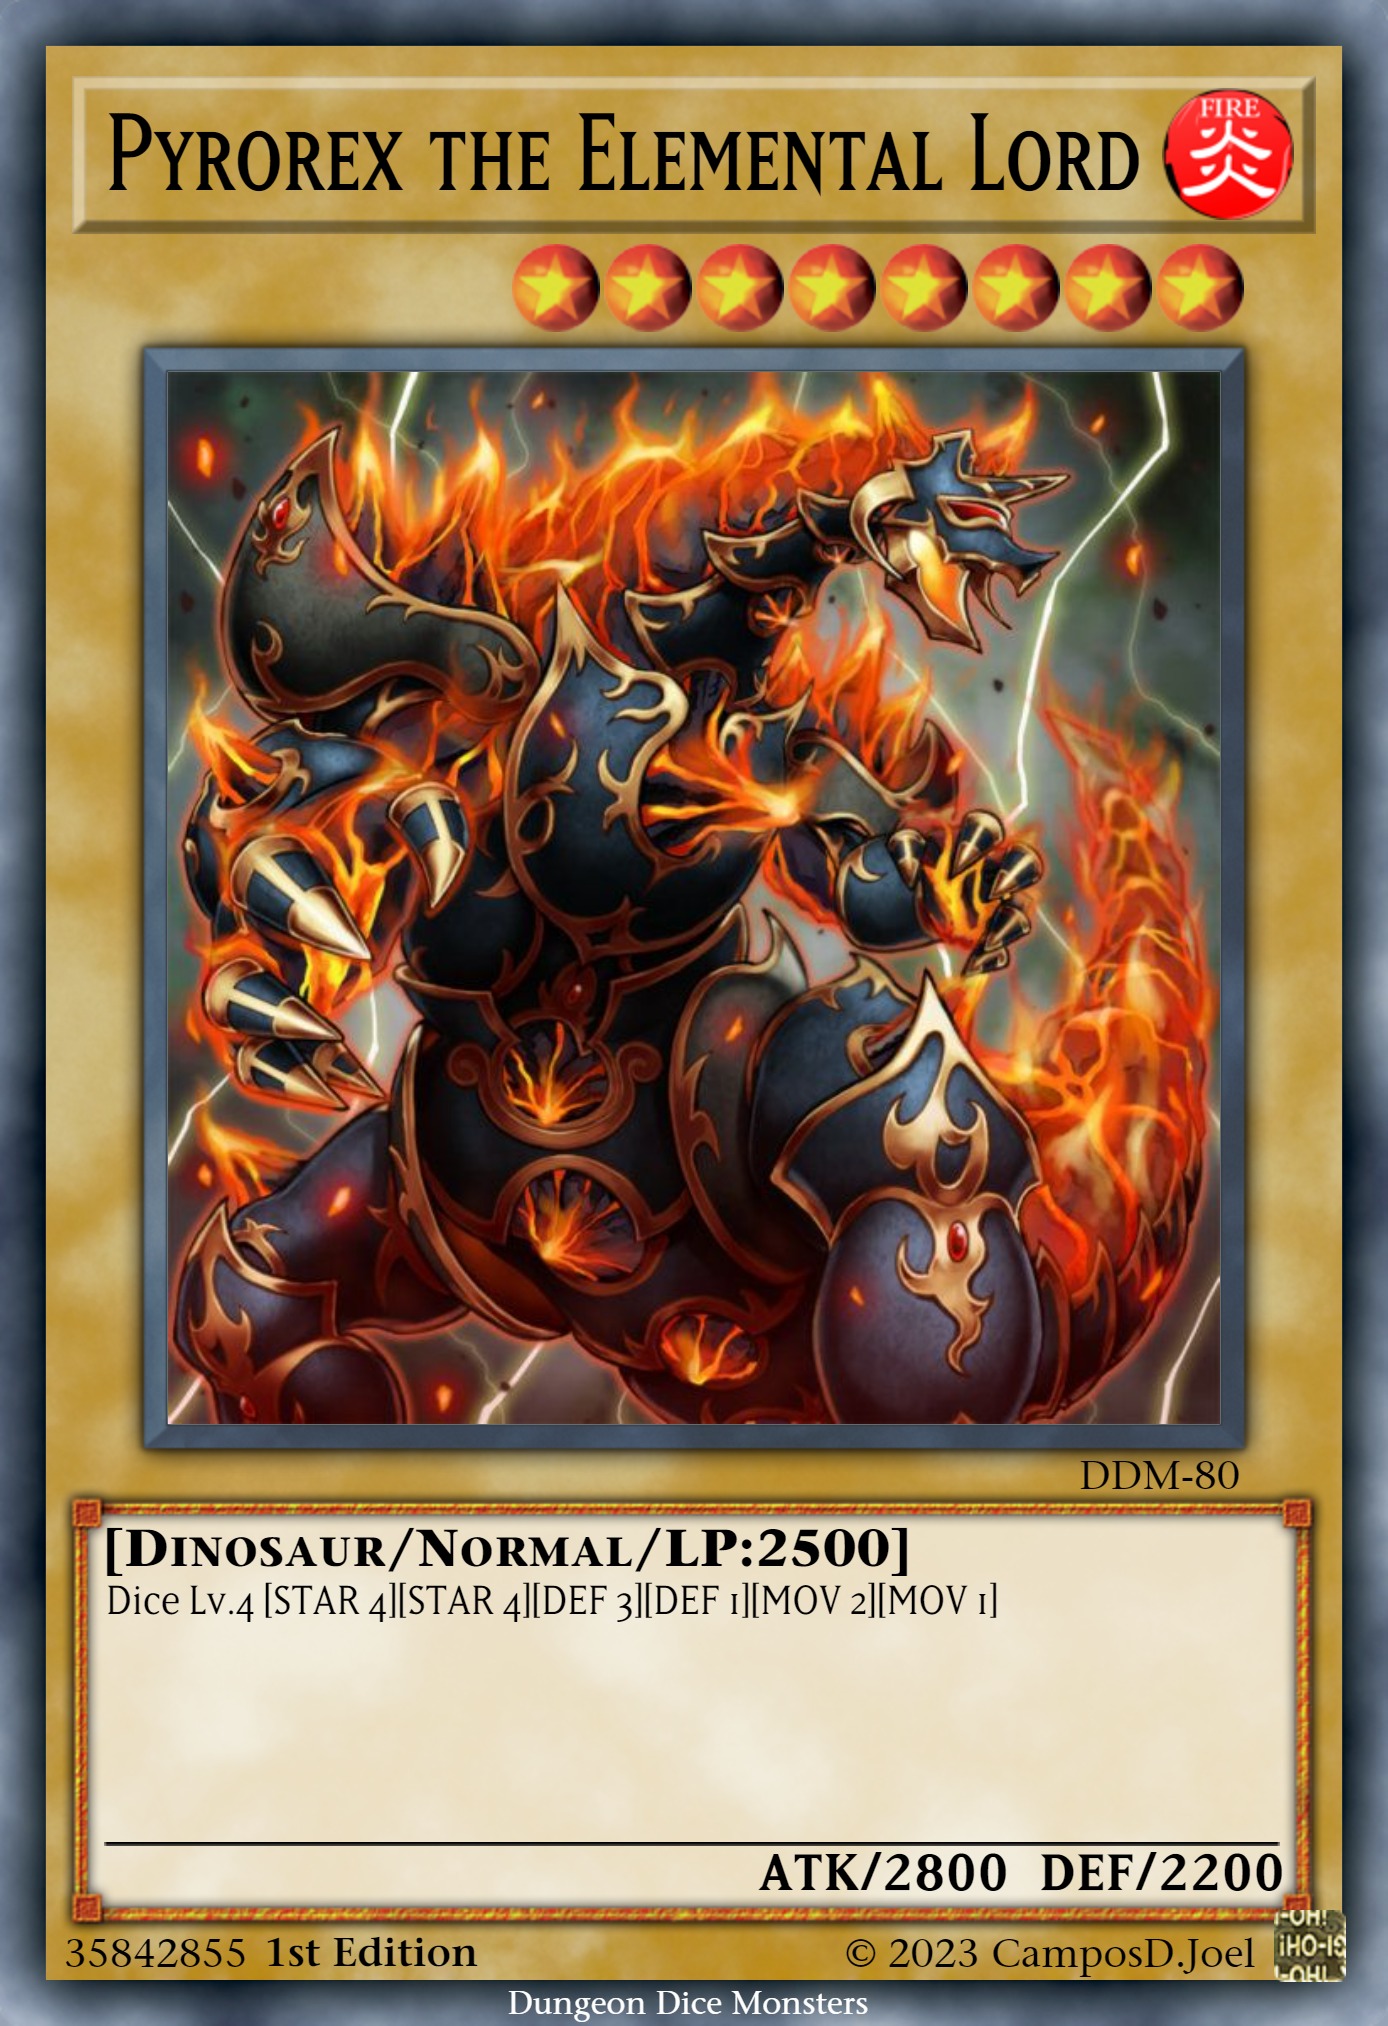 Pyrorex the Elemental Lord
FIRE
炎
DDM-80
[Dinosaur/Normal/LP:2500]
Dice Lv.4 [STAR 4][STAR 4][DEF 3][DEF 1][MOV 2][MOV 1]
ATK/2800 DEF/2200
35842855 1st Edition © 2023 CamposD.Joel
Dungeon Dice Monsters